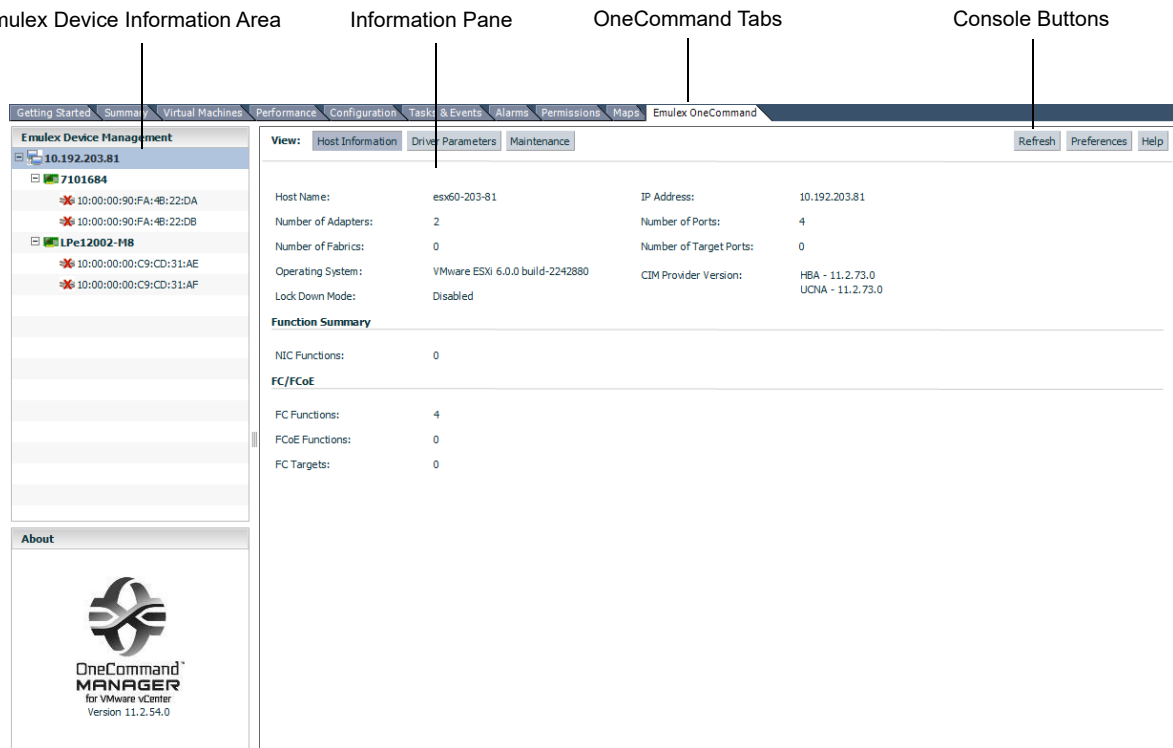 mulex Device Information Area
Information Pane
OneCommand Tabs
Console Buttons
Getting Started Summary Virtual Machines Performance Configuration Tasks & Events Alarms Permissions Maps Emulex OneCommand
Emulex Device Management
10.192.203.81
7101684
10:00:00:90:FA:4B:22:DA
10:00:00:90:FA:4B:22:DB
LPe12002-M8
10:00:00:00:C9:CD:31:AE
10:00:00:00:C9:CD:31:AF
View: Host Information Driver Parameters Maintenance
Refresh Preferences Help
Host Name: esx60-203-81 IP Address: 10.192.203.81
Number of Adapters: 2 Number of Ports: 4
Number of Fabrics: 0 Number of Target Ports: 0
Operating System: VMware ESXi 6.0.0 build-2242880 CIM Provider Version: HBA - 11.2.73.0
UCNA - 11.2.73.0
Lock Down Mode: Disabled
Function Summary
NIC Functions: 0
FC/FCoE
FC Functions: 4
FCoE Functions: 0
FC Targets: 0
About
OneCommand™
MANAGER
for VMware vCenter
Version 11.2.54.0